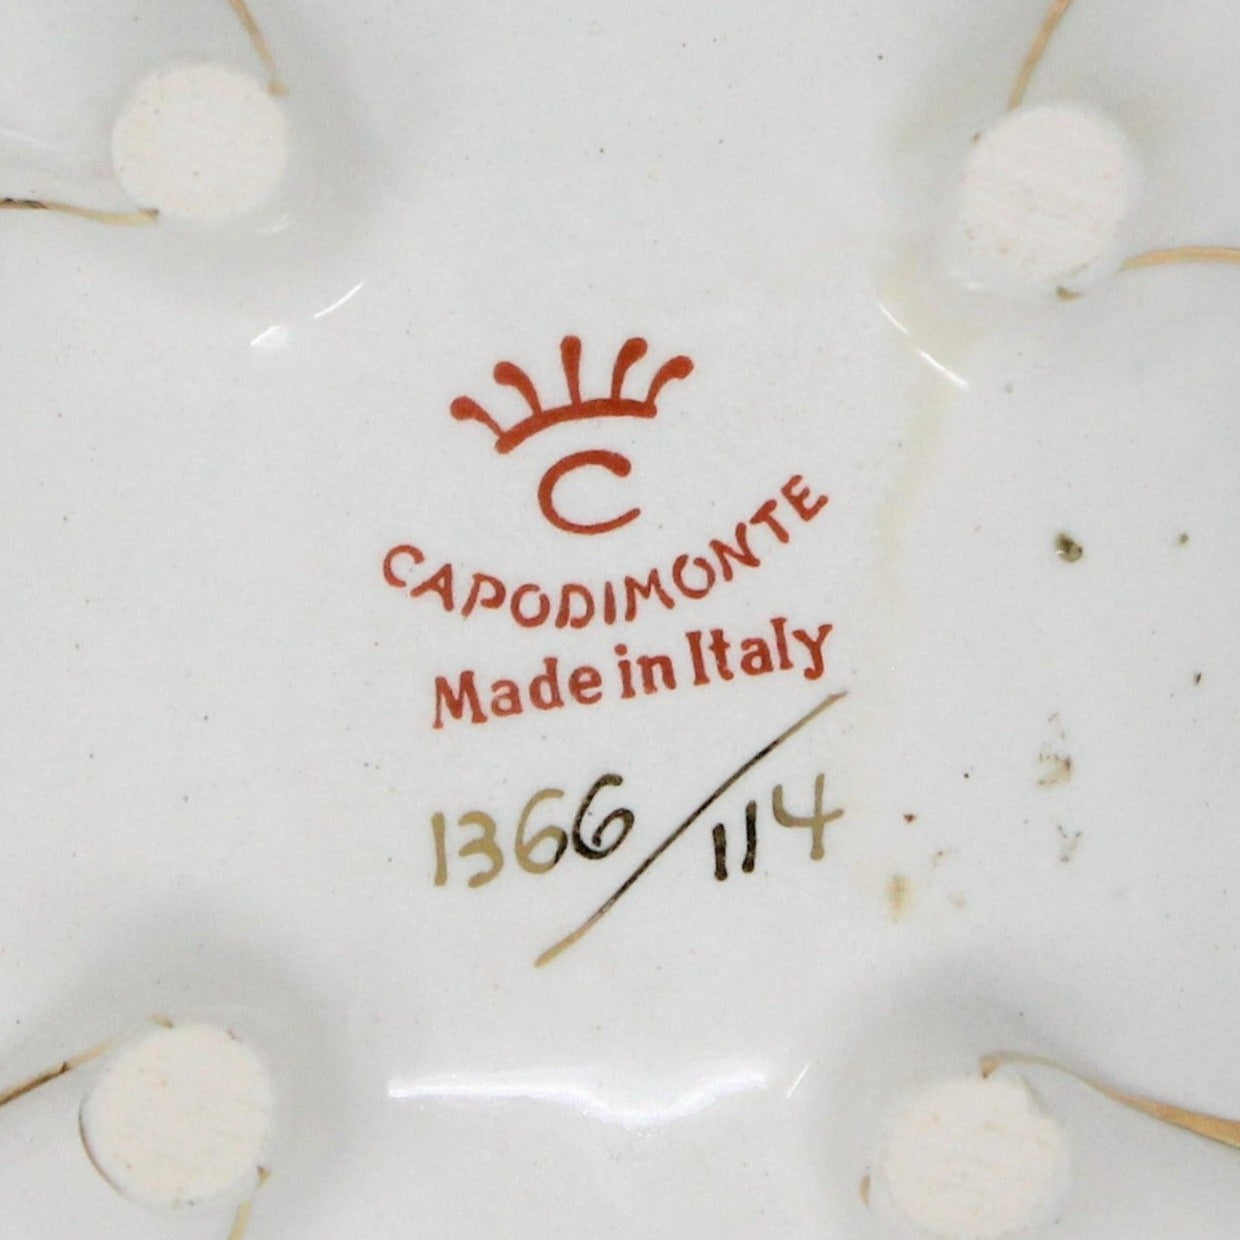 C
CAPODIMONTE
Made in Italy
1366/114